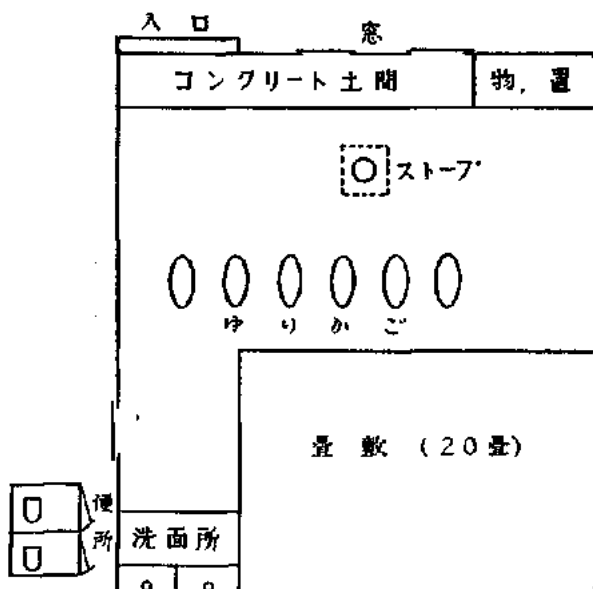 入口
窓
コンクリート土間
物置
ストーブ
ゆりかご
畳敷(20畳)
便所
洗面所